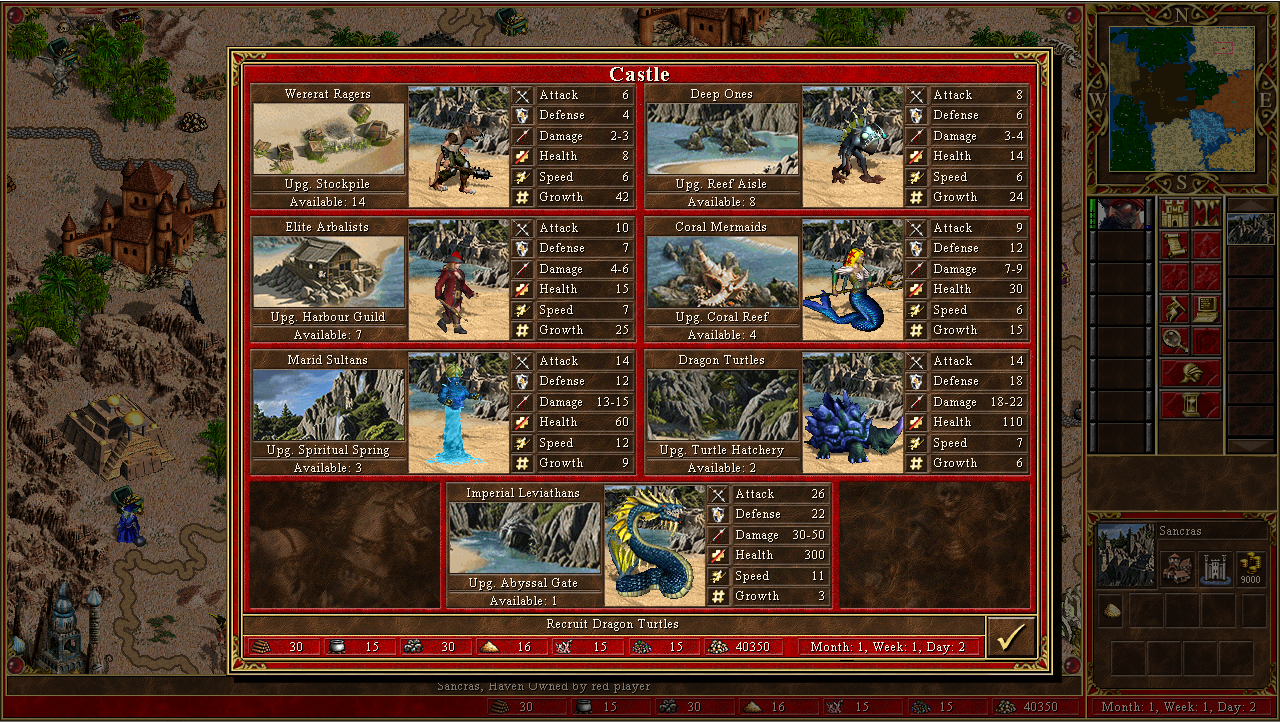 Castle
Wererat Ragers
Attack 6
Defense 4
Damage 2-3
Health 8
Speed 6
Growth 42
Upg. Stockpile
Available: 14
Deep Ones
Attack 8
Defense 6
Damage 3-4
Health 14
Speed 6
Growth 24
Upg. Reef Aisle
Available: 8
Elite Arbalists
Attack 10
Defense 7
Damage 4-6
Health 15
Speed 7
Growth 25
Upg. Harbour Guild
Available: 7
Coral Mermaids
Attack 9
Defense 12
Damage 7-9
Health 30
Speed 6
Growth 15
Upg. Coral Reef
Available: 4
Marid Sultans
Attack 14
Defense 12
Damage 13-15
Health 60
Speed 12
Growth 9
Upg. Spiritual Spring
Available: 3
Dragon Turtles
Attack 14
Defense 18
Damage 18-22
Health 110
Speed 7
Growth 6
Upg. Turtle Hatchery
Available: 2
Imperial Leviathans
Attack 26
Defense 22
Damage 30-50
Health 300
Speed 11
Growth 3
Upg. Abyssal Gate
Available: 1
Recruit Dragon Turtles
30 15 30 16 15 15 40350 Month: 1, Week: 1, Day: 2
N
W E
S
Sancras
9000
Sancras, Haven Owned by red player
30 15 30 16 15 15 40350 Month: 1, Week: 1, Day: 2